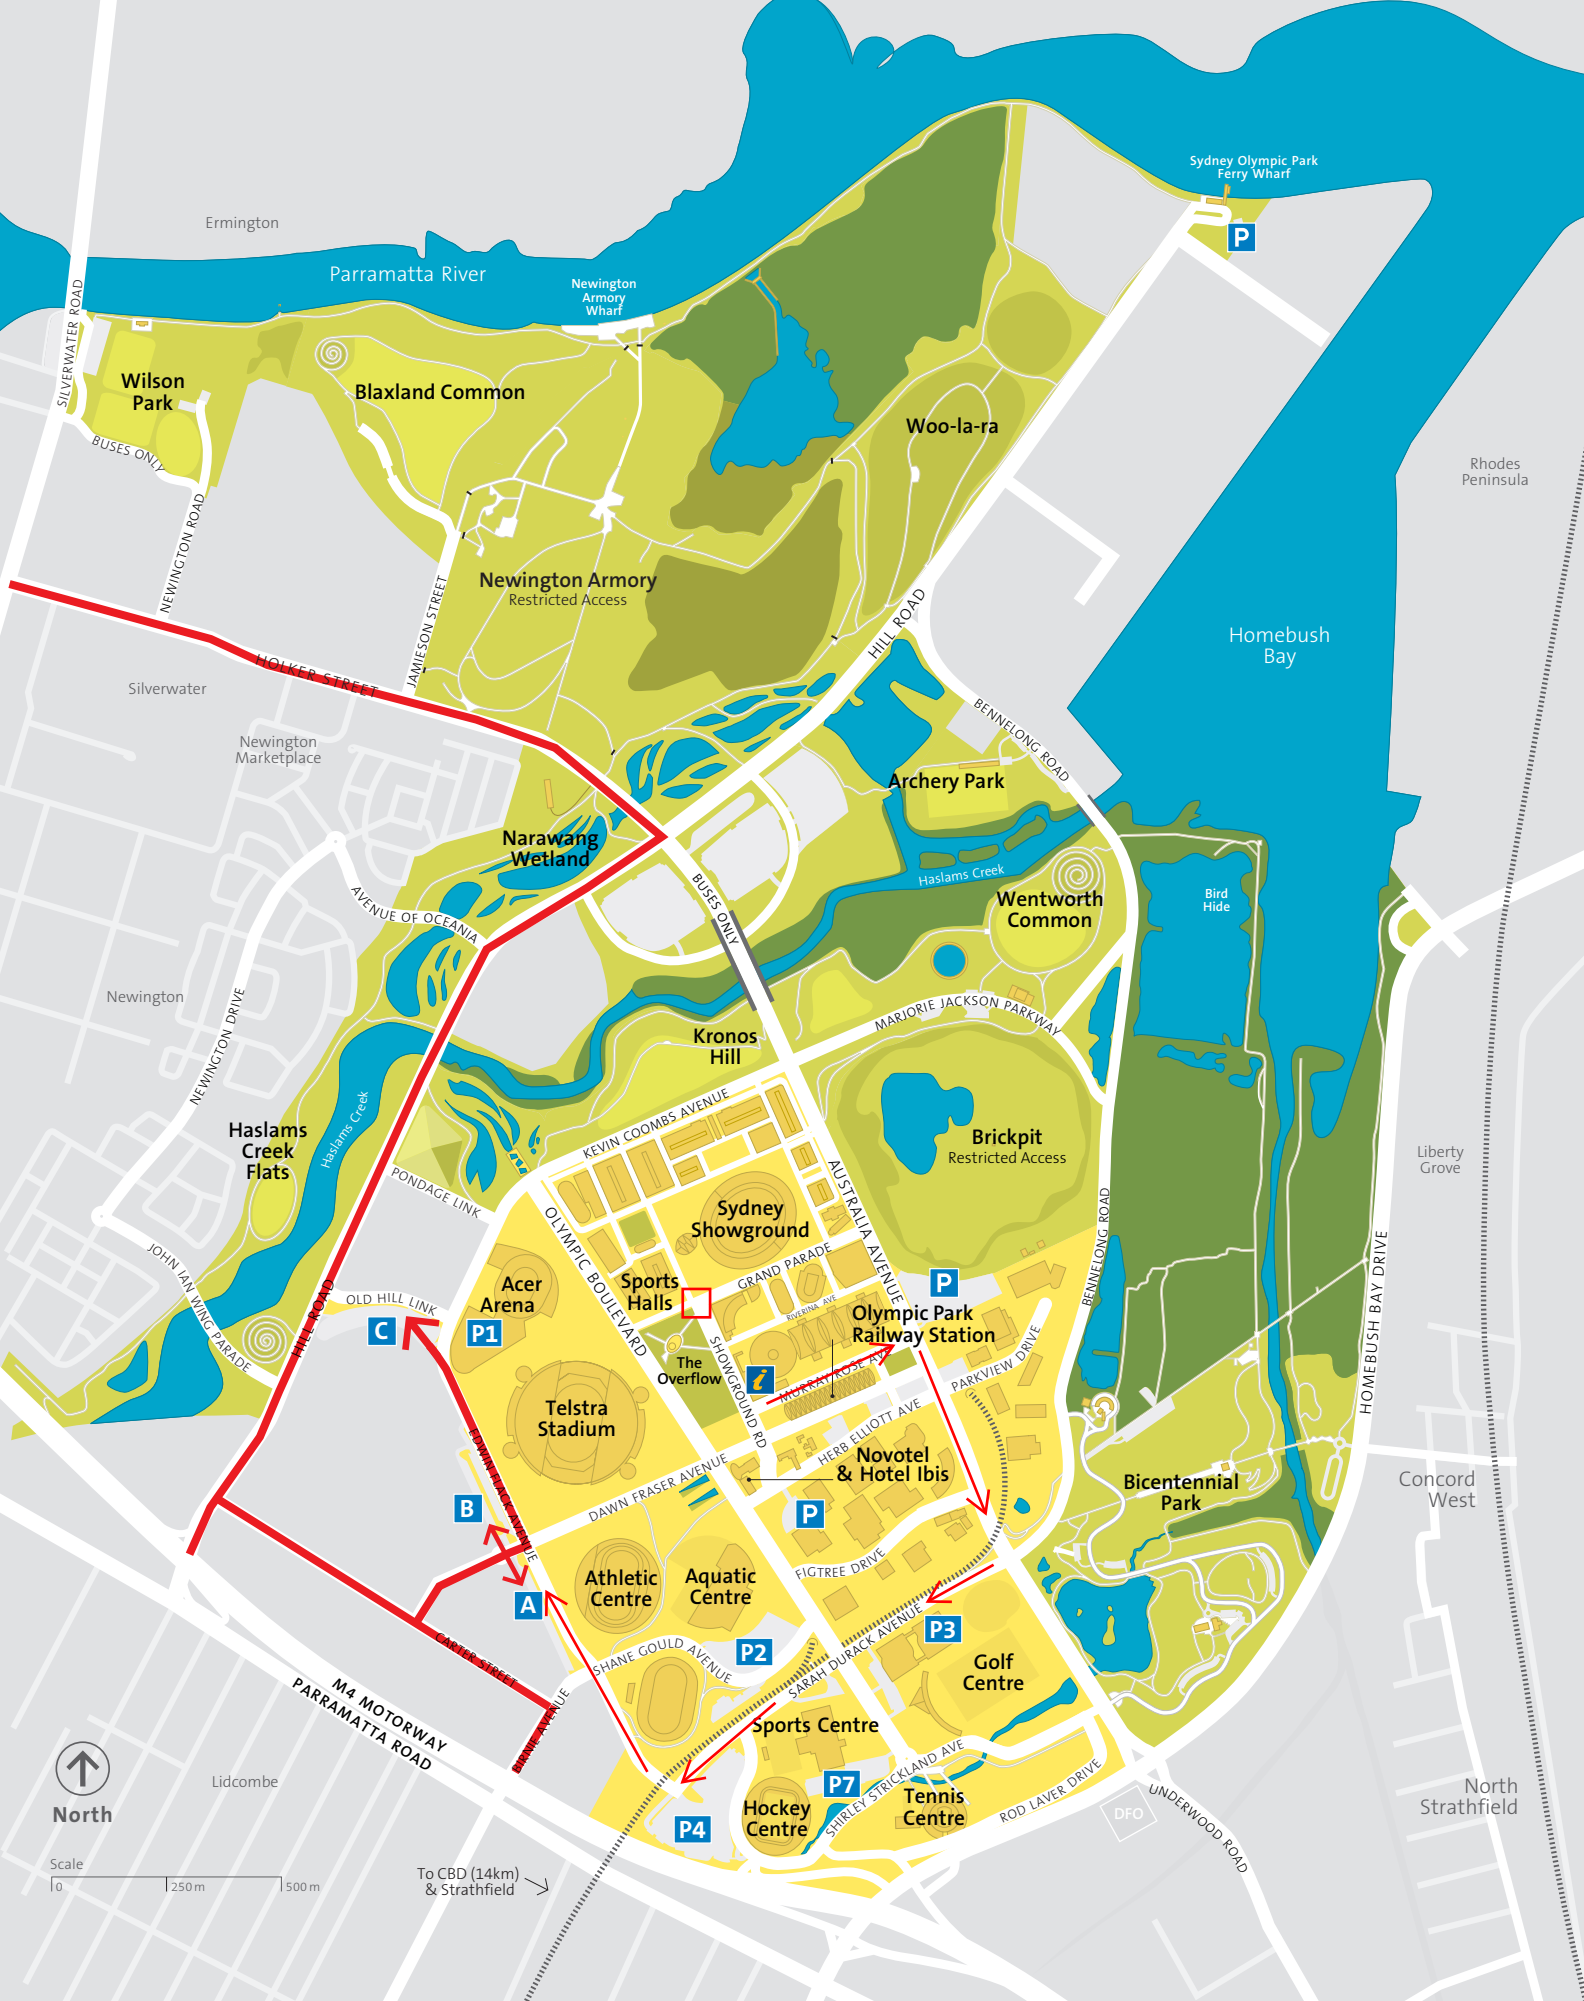 Sydney Olympic Park
Ferry Wharf
P
Ermington
Parramatta River
Newington
Armory
Wharf
SILVERWATER ROAD
Wilson
Park
Blaxland Common
Woo-la-ra
BUSES ONLY
Rhodes
Peninsula
NEWINGTON ROAD
Newington Armory
Restricted Access
JAMIESON STREET
HILL ROAD
Homebush
Bay
HOLKER STREET
Silverwater
BENNELONG ROAD
Newington
Marketplace
Archery Park
Narawang
Wetland
Haslams Creek
BUSES ONLY
Wentworth
Common
Bird
Hide
AVENUE OF OCEANIA
Newington
NEWINGTON DRIVE
MARJORIE JACKSON PARKWAY
Kronos
Hill
KEVIN COOMBS AVENUE
Haslams
Creek
Flats
Haslams Creek
Brickpit
Restricted Access
Liberty
Grove
PONDAGE LINK
AUSTRALIA AVENUE
BENNELONG ROAD
Sydney
Showground
OLYMPIC BOULEVARD
JOHN IAN WING PARADE
HILL ROAD
OLD HILL LINK
Acer
Arena
Sports
Halls
GRAND PARADE
RIVERINA AVE
P
HOMEBUSH BAY DRIVE
C
P1
Olympic Park
Railway Station
The
Overflow
SHOWGROUND RD
i
MURRAY ROSE AVE
PARKVIEW DRIVE
Telstra
Stadium
EDWIN FLACK AVENUE
HERB ELLIOTT AVE
Novotel
& Hotel Ibis
DAWN FRASER AVENUE
Bicentennial
Park
Concord
West
B
P
FIGTREE DRIVE
Athletic
Centre
Aquatic
Centre
A
P3
CARTER STREET
SHANE GOULD AVENUE
P2
SARAH DURACK AVENUE
Golf
Centre
M4 MOTORWAY
PARRAMATTA ROAD
BIRNIE AVENUE
Sports Centre
SHIRLEY STRICKLAND AVE
P7
ROD LAVER DRIVE
UNDERWOOD ROAD
North
Lidcombe
P4
Hockey
Centre
Tennis
Centre
DFO
North
Strathfield
Scale
0
250 m
500 m
To CBD (14km)
& Strathfield